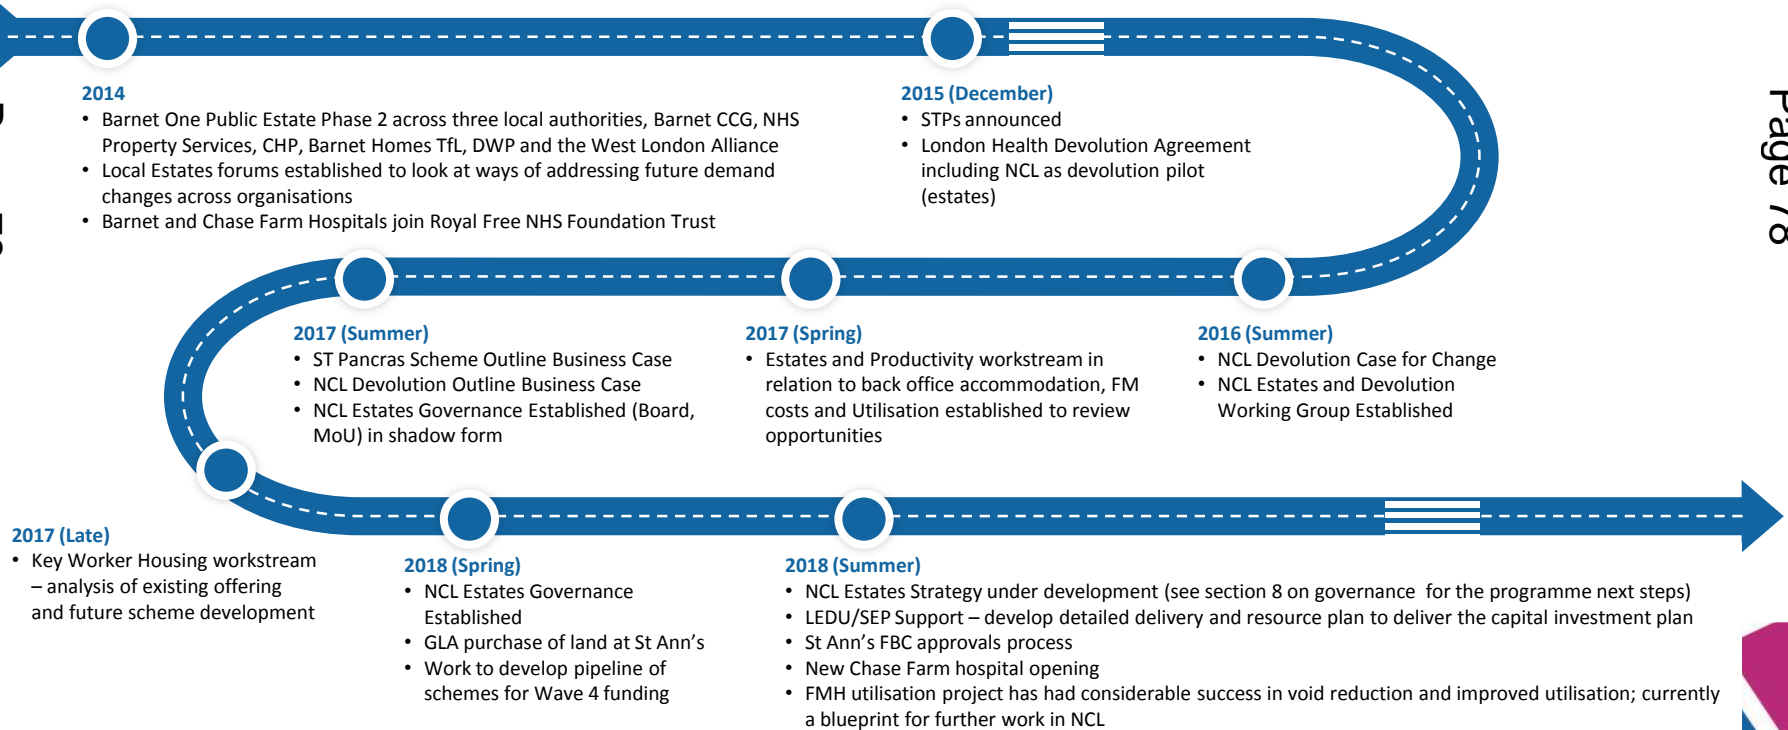 2014
• Barnet One Public Estate Phase 2 across three local authorities, Barnet CCG, NHS
Property Services, CHP, Barnet Homes TfL, DWP and the West London Alliance
• Local Estates forums established to look at ways of addressing future demand
changes across organisations
• Barnet and Chase Farm Hospitals join Royal Free NHS Foundation Trust
2015 (December)
• STPs announced
• London Health Devolution Agreement
including NCL as devolution pilot
(estates)
2017 (Summer)
• ST Pancras Scheme Outline Business Case
• NCL Devolution Outline Business Case
• NCL Estates Governance Established (Board,
MoU) in shadow form
2017 (Spring)
• Estates and Productivity workstream in
relation to back office accommodation, FM
costs and Utilisation established to review
opportunities
2016 (Summer)
• NCL Devolution Case for Change
• NCL Estates and Devolution
Working Group Established
2017 (Late)
• Key Worker Housing workstream
– analysis of existing offering
and future scheme development
2018 (Spring)
• NCL Estates Governance
Established
• GLA purchase of land at St Ann's
• Work to develop pipeline of
schemes for Wave 4 funding
2018 (Summer)
• NCL Estates Strategy under development (see section 8 on governance  for the programme next steps)
• LEDU/SEP Support – develop detailed delivery and resource plan to deliver the capital investment plan
• St Ann's FBC approvals process
• New Chase Farm hospital opening
• FMH utilisation project has had considerable success in void reduction and improved utilisation; currently
a blueprint for further work in NCL
Page 78